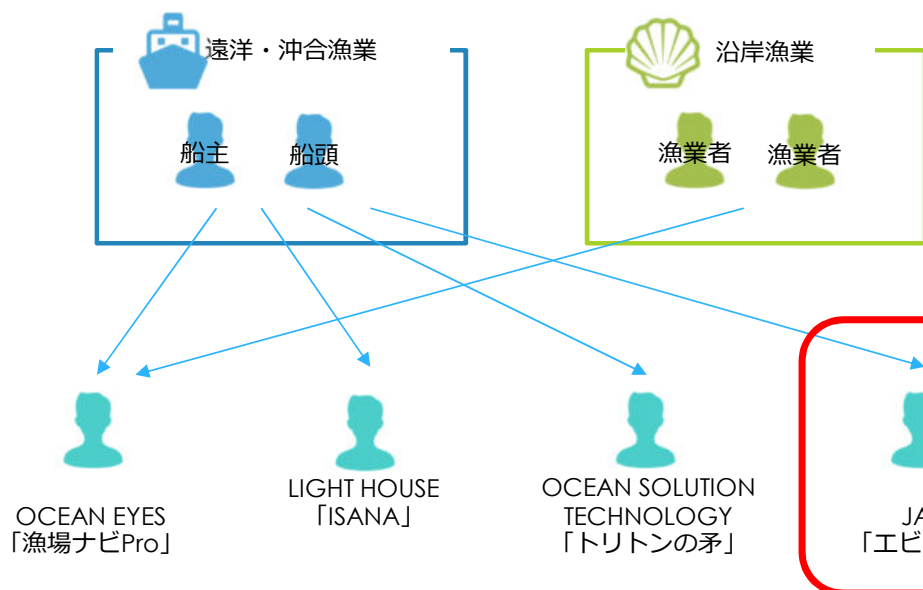 遠洋・沖合漁業
沿岸漁業
船主
船頭
漁業者
漁業者
OCEAN EYES
「漁場ナビPro」
LIGHT HOUSE
「ISANA」
OCEAN SOLUTION
TECHNOLOGY
「トリトンの矛」
JA
「エビ